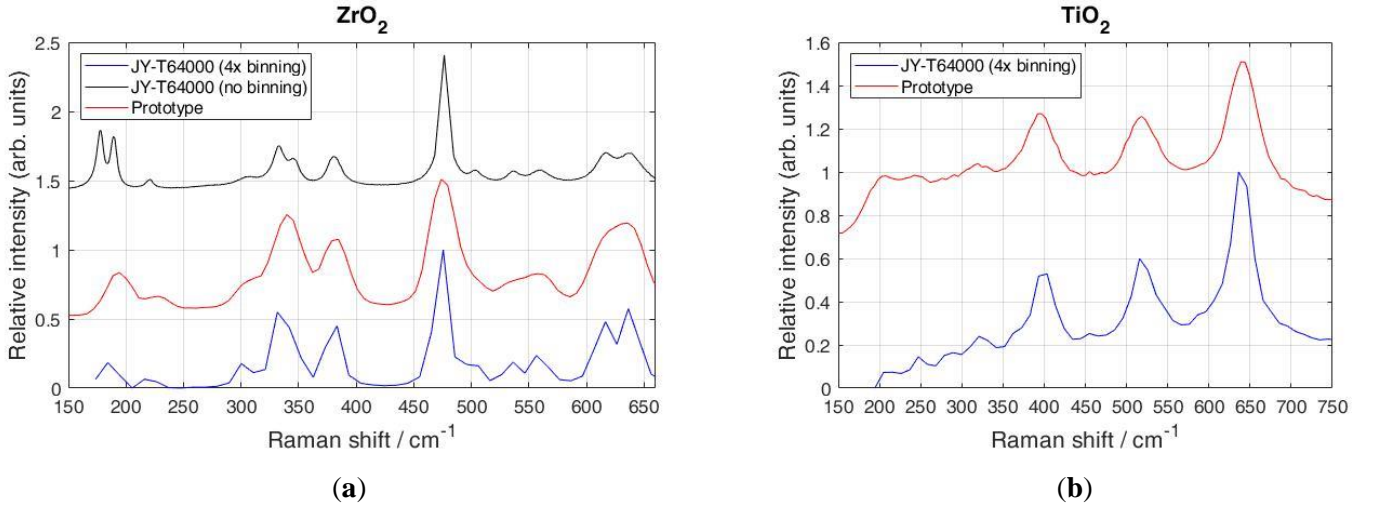 ZrO2
2.5
2
1.5
1
0.5
0
Relative intensity (arb. units)
JY-T64000 (4x binning)
JY-T64000 (no binning)
Prototype
150 200 250 300 350 400 450 500 550 600 650
Raman shift / cm-1
(a)
TiO2
1.6
1.4
1.2
1
0.8
0.6
0.4
0.2
0
Relative intensity (arb. units)
JY-T64000 (4x binning)
Prototype
150 200 250 300 350 400 450 500 550 600 650 700 750
Raman shift / cm-1
(b)